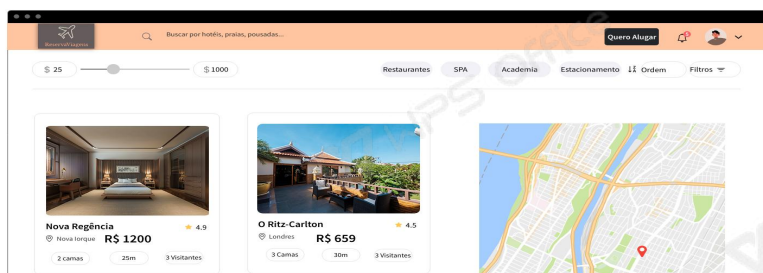 ReservaViagens
Buscar por hotéis, praias, pousadas...
Quero Alugar
$ 25
$ 1000
Restaurantes
SPA
Academia
Estacionamento
Ordem
Filtros
Nova Regência
4.9
Nova Iorque
R$ 1200
2 camas
25m
3 Visitantes
O Ritz-Carlton
4.5
Londres
R$ 659
3 Camas
30m
3 Visitantes
WPS Office